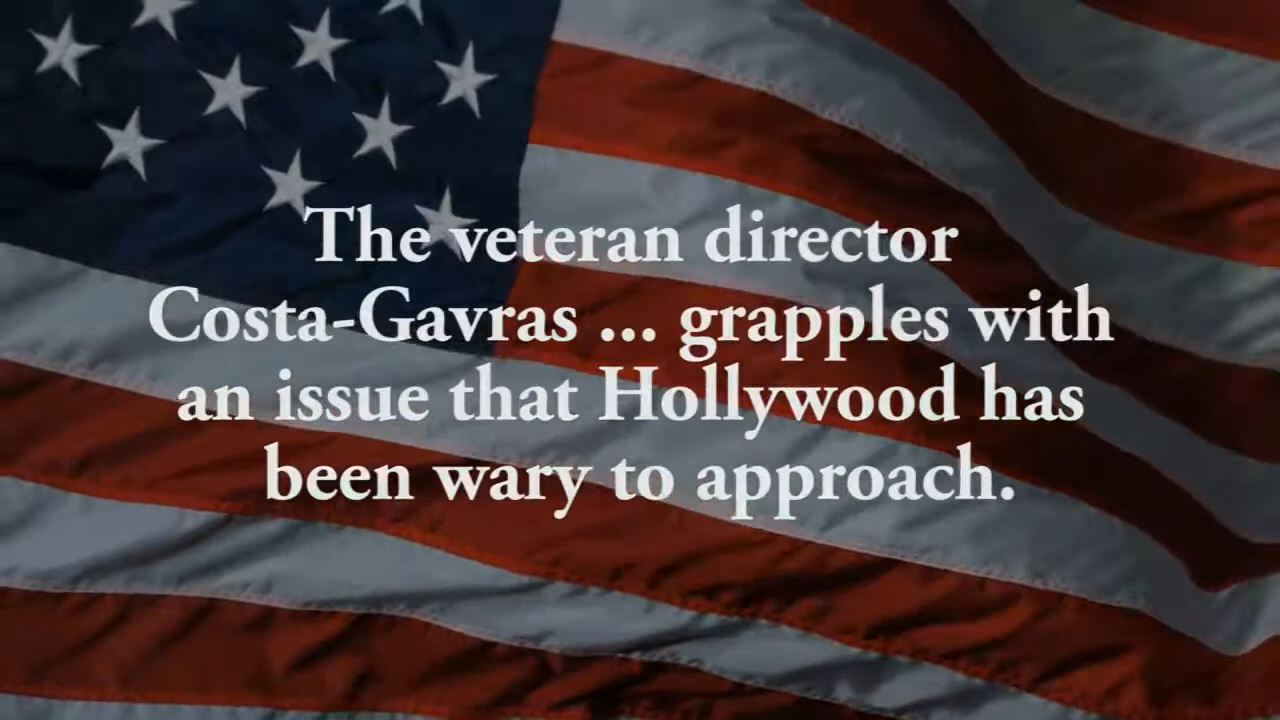 The veteran director
Costa-Gavras ... grapples with
an issue that Hollywood has
been wary to approach.